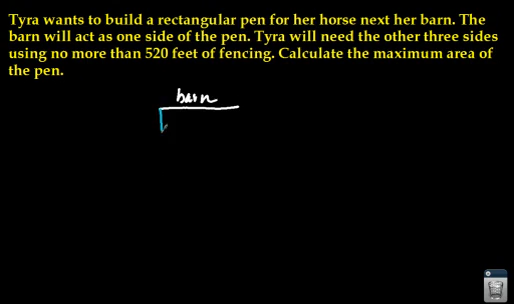 Tyra wants to build a rectangular pen for her horse next her barn. The
barn will act as one side of the pen. Tyra will need the other three sides
using no more than 520 feet of fencing. Calculate the maximum area of
the pen.
barn